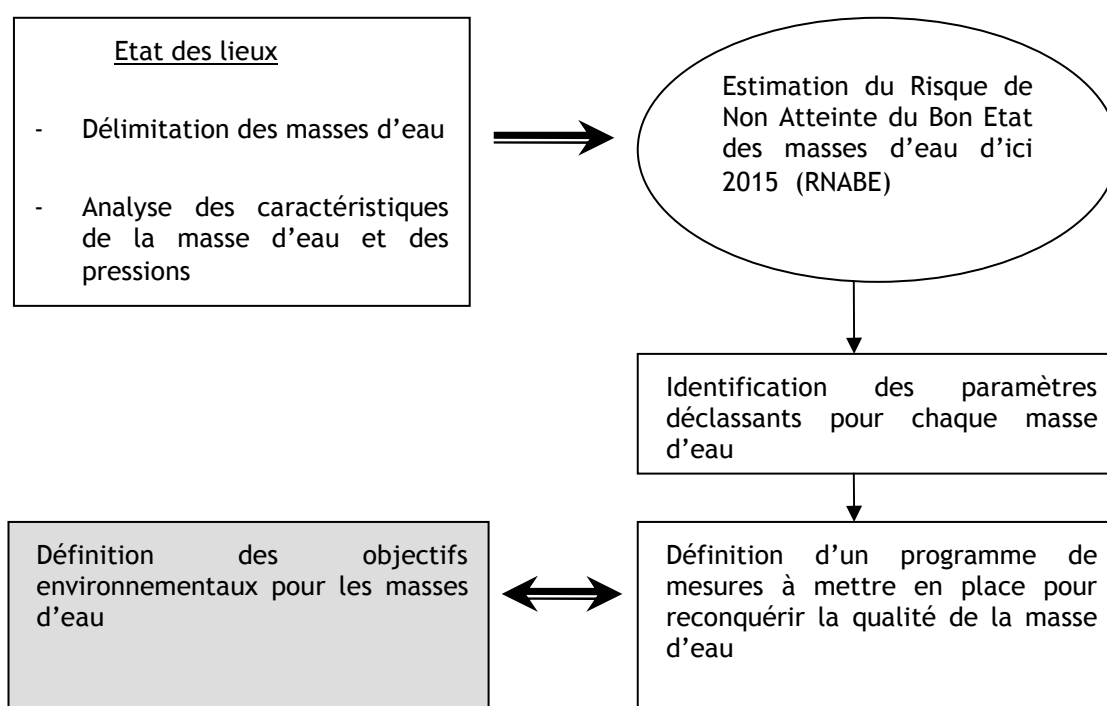 Etat des lieux
- Délimitation des masses d'eau
- Analyse des caractéristiques
de la masse d'eau et des
pressions
Estimation du Risque de
Non Atteinte du Bon Etat
des masses d'eau d'ici
2015 (RNABE)
Identification des paramètres
déclassants pour chaque masse
d'eau
Définition des objectifs
environnementaux pour les masses
d'eau
Définition d'un programme de
mesures à mettre en place pour
reconquérir la qualité de la masse
d'eau